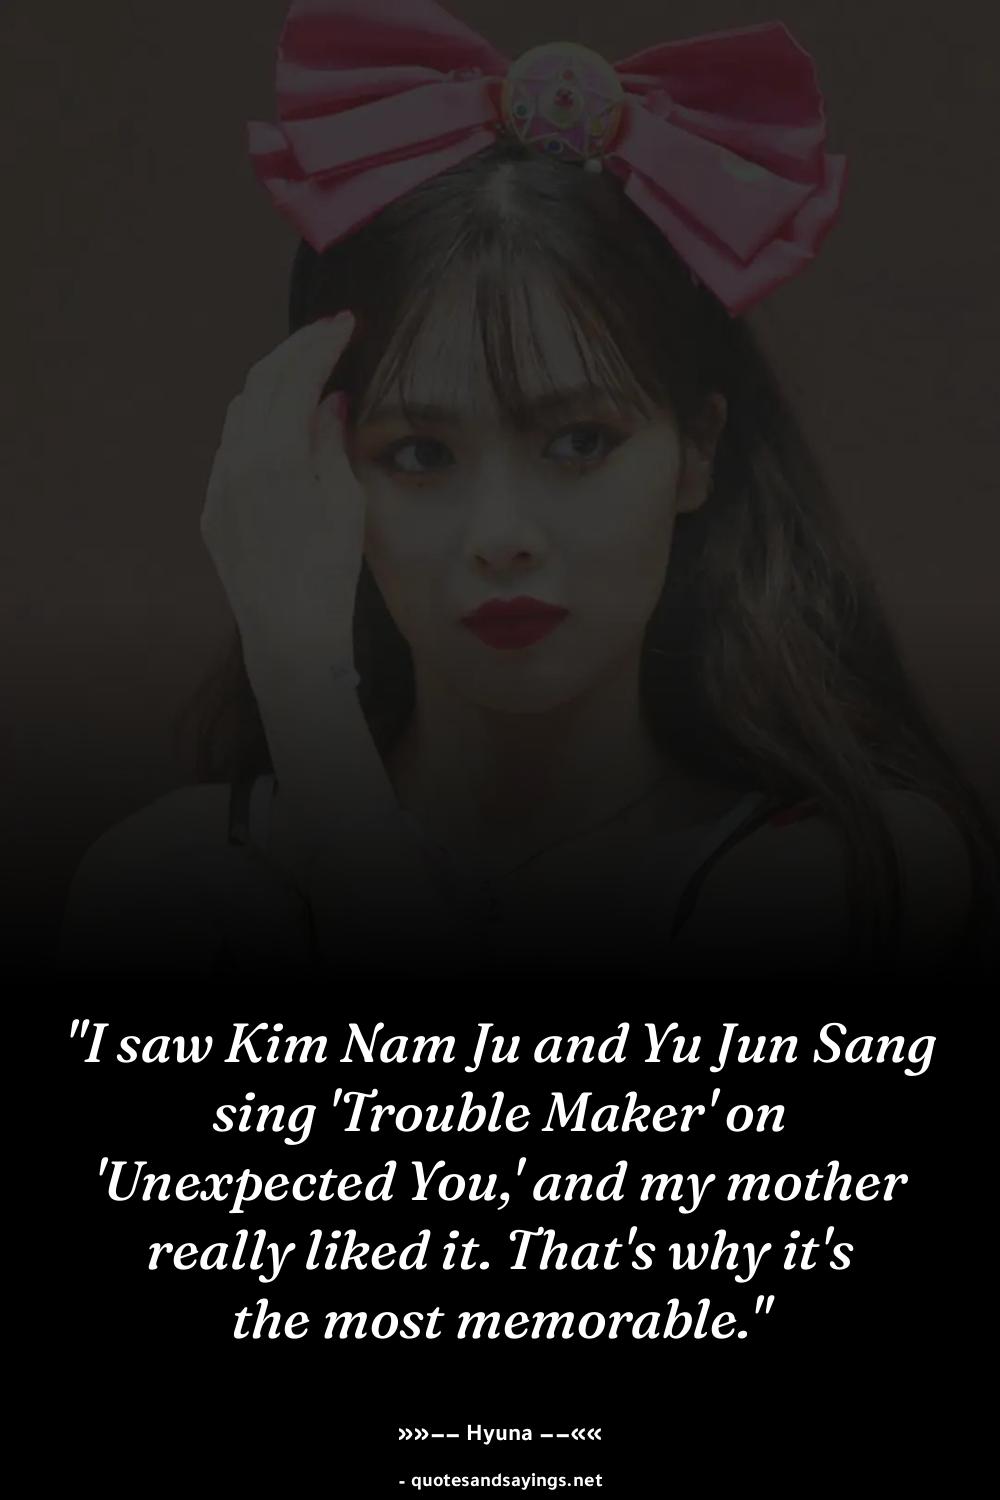 "I saw Kim Nam Ju and Yu Jun Sang
sing 'Trouble Maker' on
'Unexpected You,' and my mother
really liked it. That's why it's
the most memorable."
»»−− Hyuna −−««
- quotesandsayings.net